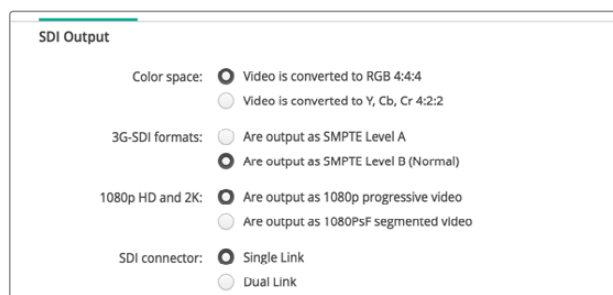 SDI Output
Color space: Video is converted to RGB 4:4:4
Video is converted to Y, Cb, Cr 4:2:2
3G-SDI formats: Are output as SMPTE Level A
Are output as SMPTE Level B (Normal)
1080p HD and 2K: Are output as 1080p progressive video
Are output as 1080PsF segmented video
SDI connector: Single Link
Dual Link